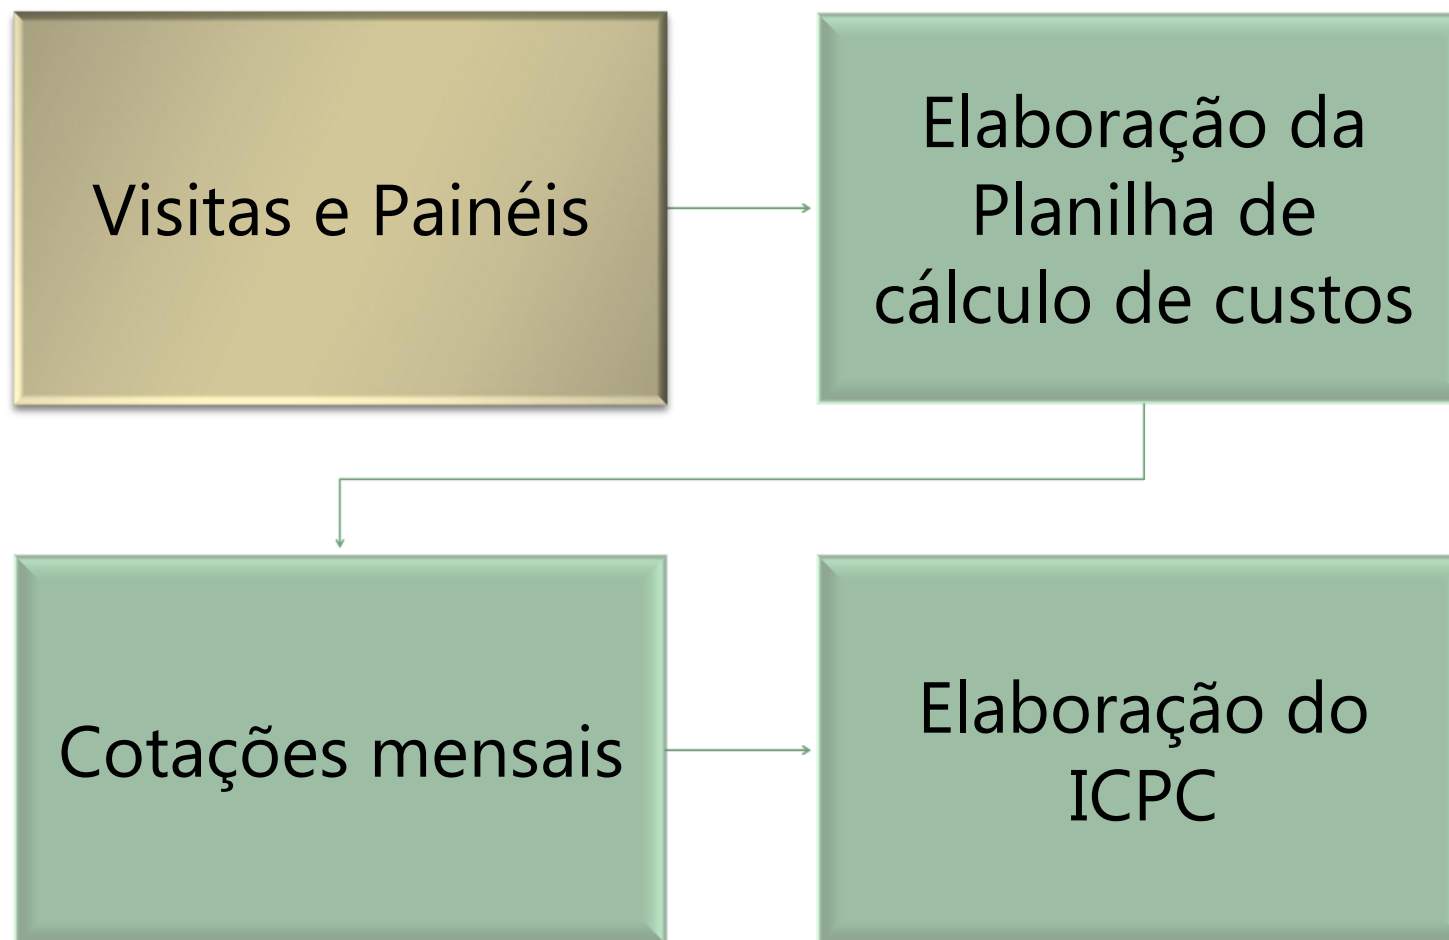 Visitas e Painéis
Elaboração da
Planilha de
cálculo de custos
Cotações mensais
Elaboração do
ICPC